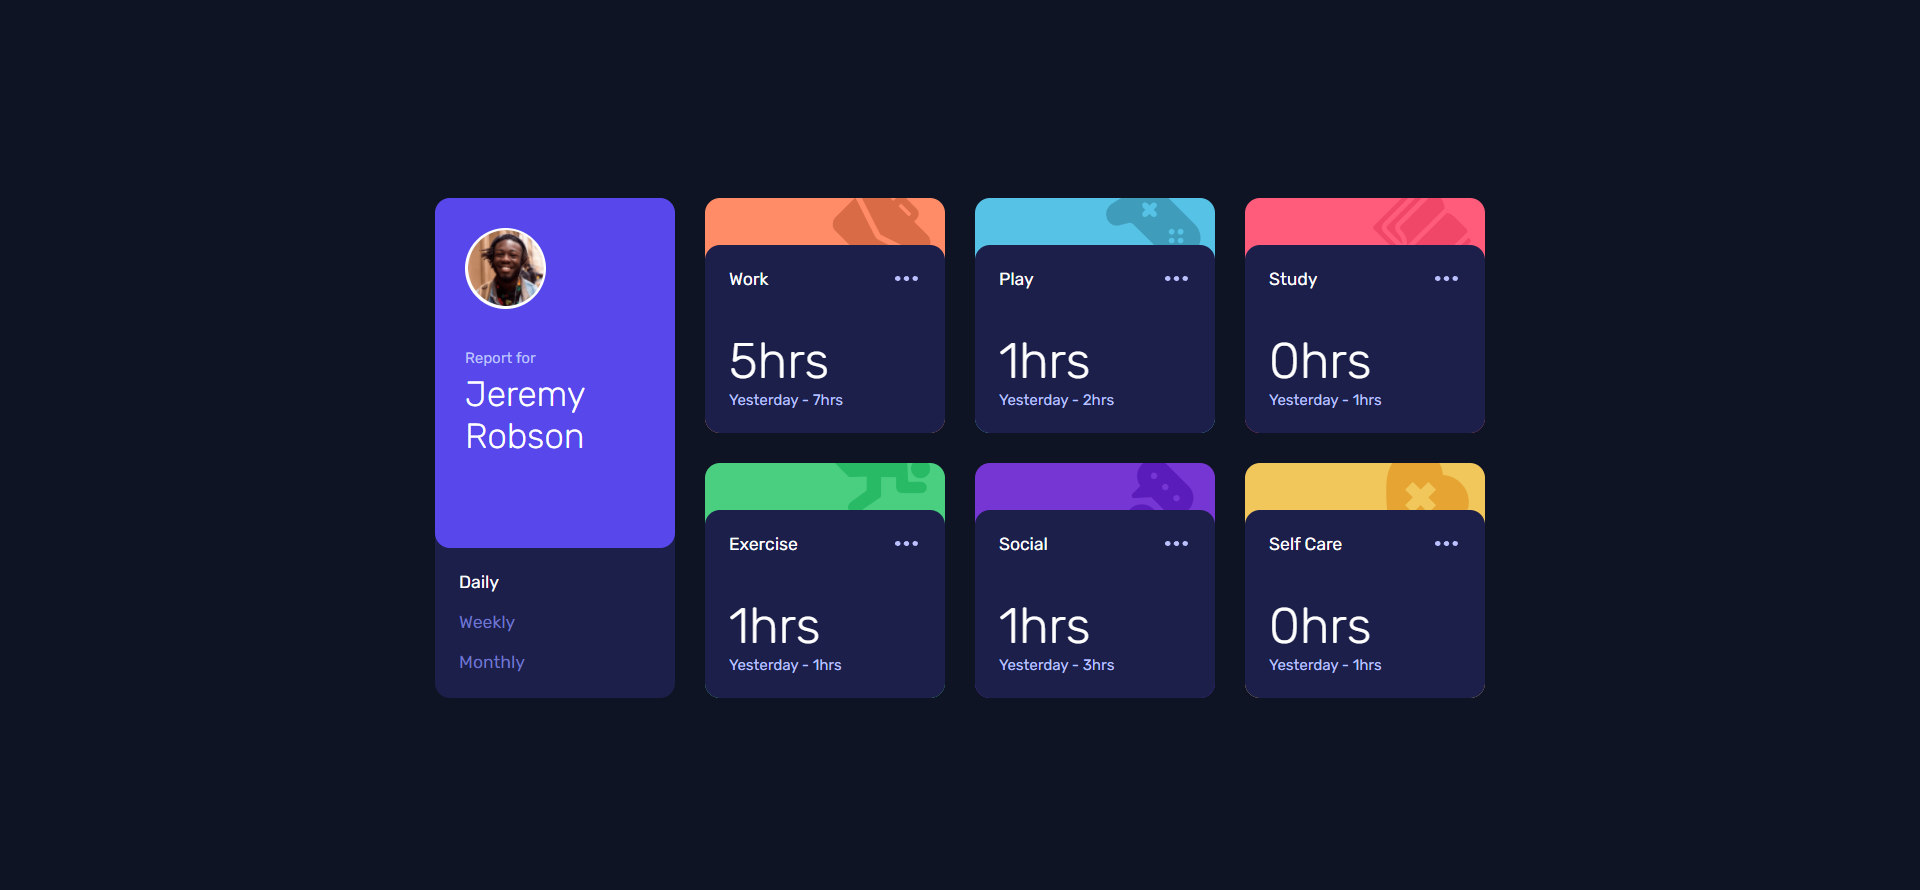 Report for
Jeremy
Robson
Daily
Weekly
Monthly
Work
5hrs
Yesterday - 7hrs
Play
1hrs
Yesterday - 2hrs
Study
0hrs
Yesterday - 1hrs
Exercise
1hrs
Yesterday - 1hrs
Social
1hrs
Yesterday - 3hrs
Self Care
0hrs
Yesterday - 1hrs